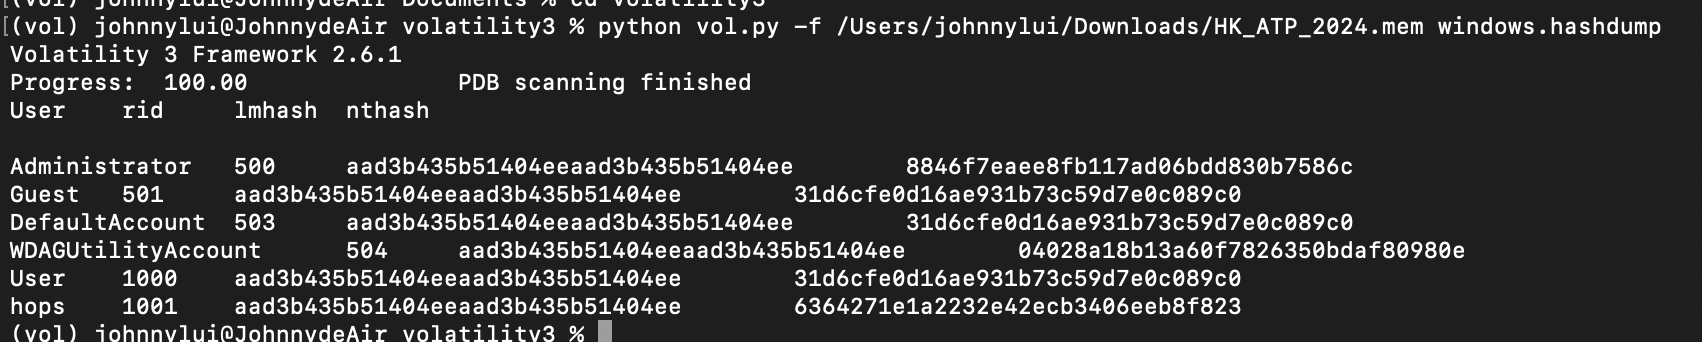 [(vol) johnnylui@JohnnydeAir Documents % cd volatility3
[(vol) johnnylui@JohnnydeAir volatility3 % python vol.py -f /Users/johnnylui/Downloads/HK_ATP_2024.mem windows.hashdump
Volatility 3 Framework 2.6.1
Progress: 100.00 PDB scanning finished
User rid lmhash nthash
Administrator 500 aad3b435b51404eeaad3b435b51404ee 8846f7eaee8fb117ad06bdd830b7586c
Guest 501 aad3b435b51404eeaad3b435b51404ee 31d6cfe0d16ae931b73c59d7e0c089c0
DefaultAccount 503 aad3b435b51404eeaad3b435b51404ee 31d6cfe0d16ae931b73c59d7e0c089c0
WDAGUtilityAccount 504 aad3b435b51404eeaad3b435b51404ee 04028a18b13a60f7826350bdaf80980e
User 1000 aad3b435b51404eeaad3b435b51404ee 31d6cfe0d16ae931b73c59d7e0c089c0
hops 1001 aad3b435b51404eeaad3b435b51404ee 6364271e1a2232e42ecb3406eeb8f823
(vol) johnnylui@JohnnydeAir volatility3 %